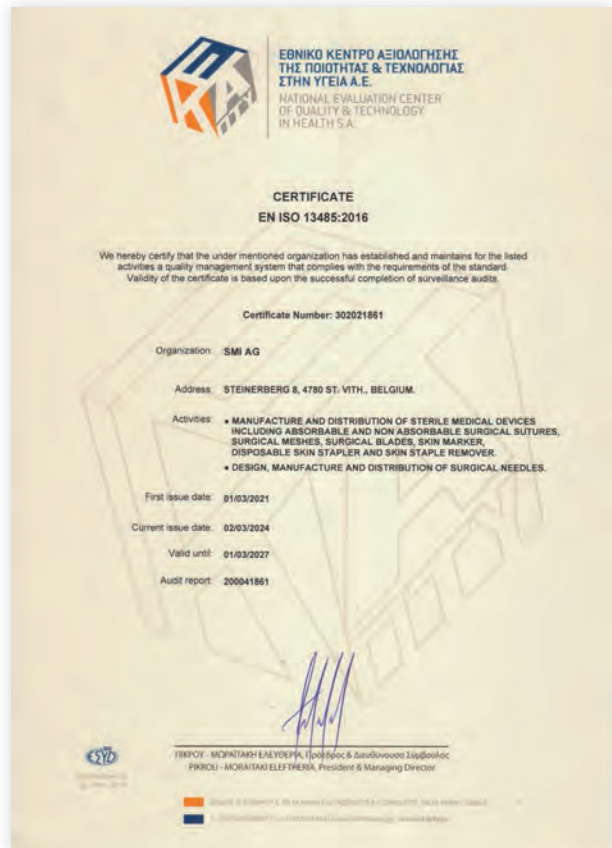 ΕΘΝΙΚΟ ΚΕΝΤΡΟ ΑΞΙΟΛΟΓΗΣΗΣ
ΤΗΣ ΠΟΙΟΤΗΤΑΣ & ΤΕΧΝΟΛΟΓΙΑΣ
ΣΤΗΝ ΥΓΕΙΑ Α.Ε.
NATIONAL EVALUATION CENTER
OF QUALITY & TECHNOLOGY
IN HEALTH S.A.
CERTIFICATE
EN ISO 13485:2016
We hereby certify that the under mentioned organization has established and maintains for the listed
activities a quality management system that complies with the requirements of the standard.
Validity of the certificate is based upon the successful completion of surveillance audits.
Certificate Number: 302021861
Organization: SMI AG
Address: STEINERBERG 8, 4780 ST. VITH., BELGIUM.
Activities: • MANUFACTURE AND DISTRIBUTION OF STERILE MEDICAL DEVICES
INCLUDING ABSORBABLE AND NON ABSORBABLE SURGICAL SUTURES,
SURGICAL MESHES, SURGICAL BLADES, SKIN MARKER,
DISPOSABLE SKIN STAPLER AND SKIN STAPLE REMOVER.
• DESIGN, MANUFACTURE AND DISTRIBUTION OF SURGICAL NEEDLES.
First issue date: 01/03/2021
Current issue date: 02/03/2024
Valid until: 01/03/2027
Audit report: 200041861
ΠΙΚΡΟΥ - ΜΟΡΑΪΤΑΚΗ ΕΛΕΥΘΕΡΙΑ, Πρόεδρος & Διευθύνουσα Σύμβουλος
PIKROU - MORAITAKI ELEFTHERIA, President & Managing Director